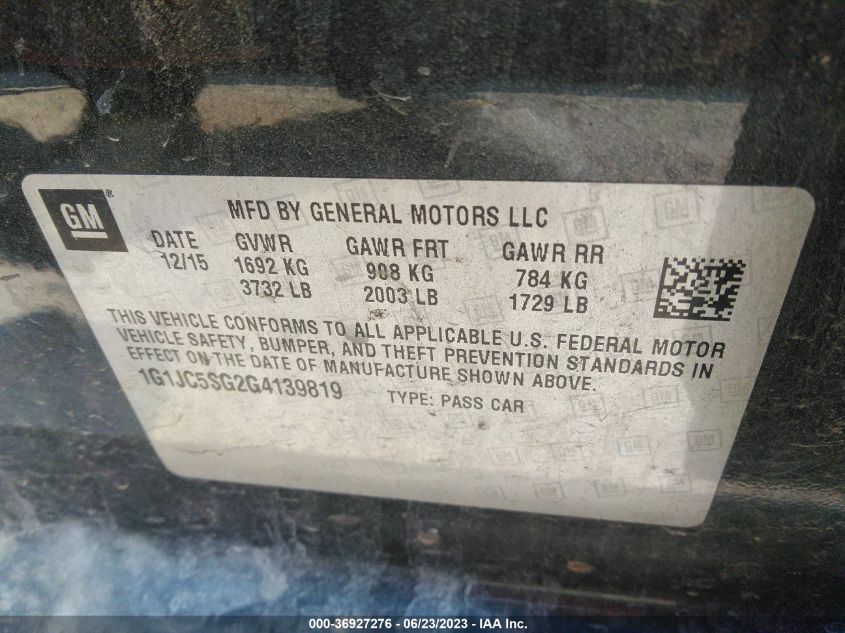 GM®
MFD BY GENERAL MOTORS LLC
DATE GVWR GAWR FRT GAWR RR
12/15 1692 KG 908 KG 784 KG
3732 LB 2003 LB 1729 LB
THIS VEHICLE CONFORMS TO ALL APPLICABLE U.S. FEDERAL MOTOR
VEHICLE SAFETY, BUMPER, AND THEFT PREVENTION STANDARDS IN
EFFECT ON THE DATE OF MANUFACTURE SHOWN ABOVE.
1G1JC5SG2G4139819 TYPE: PASS CAR
000-36927276 - 06/23/2023 - IAA Inc.